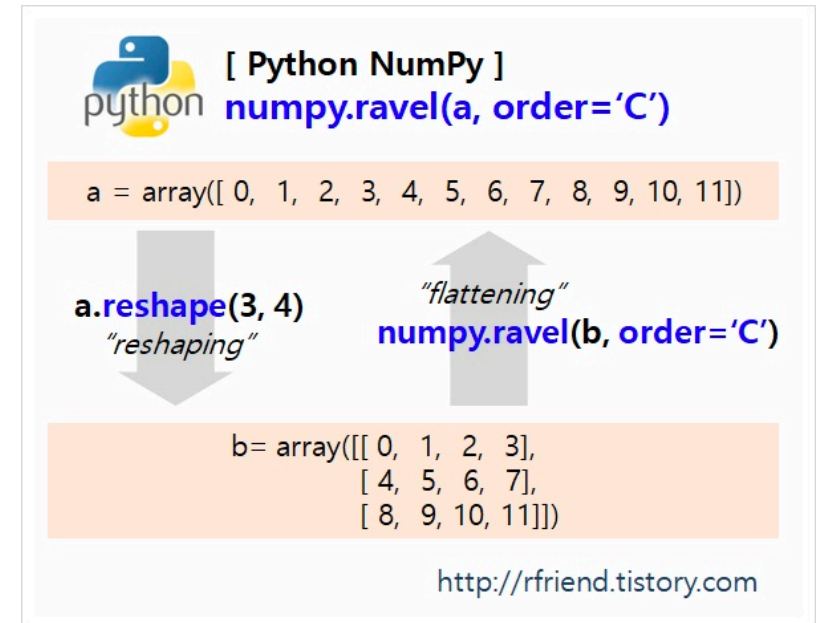 [ Python NumPy ]
python
numpy.ravel(a, order=‘C’)
a = array([ 0, 1, 2, 3, 4, 5, 6, 7, 8, 9, 10, 11])
a.reshape(3, 4)
“reshaping”
“flattening”
numpy.ravel(b, order=‘C’)
b= array([[ 0, 1, 2, 3],
[ 4, 5, 6, 7],
[ 8, 9, 10, 11]])
http://rfriend.tistory.com